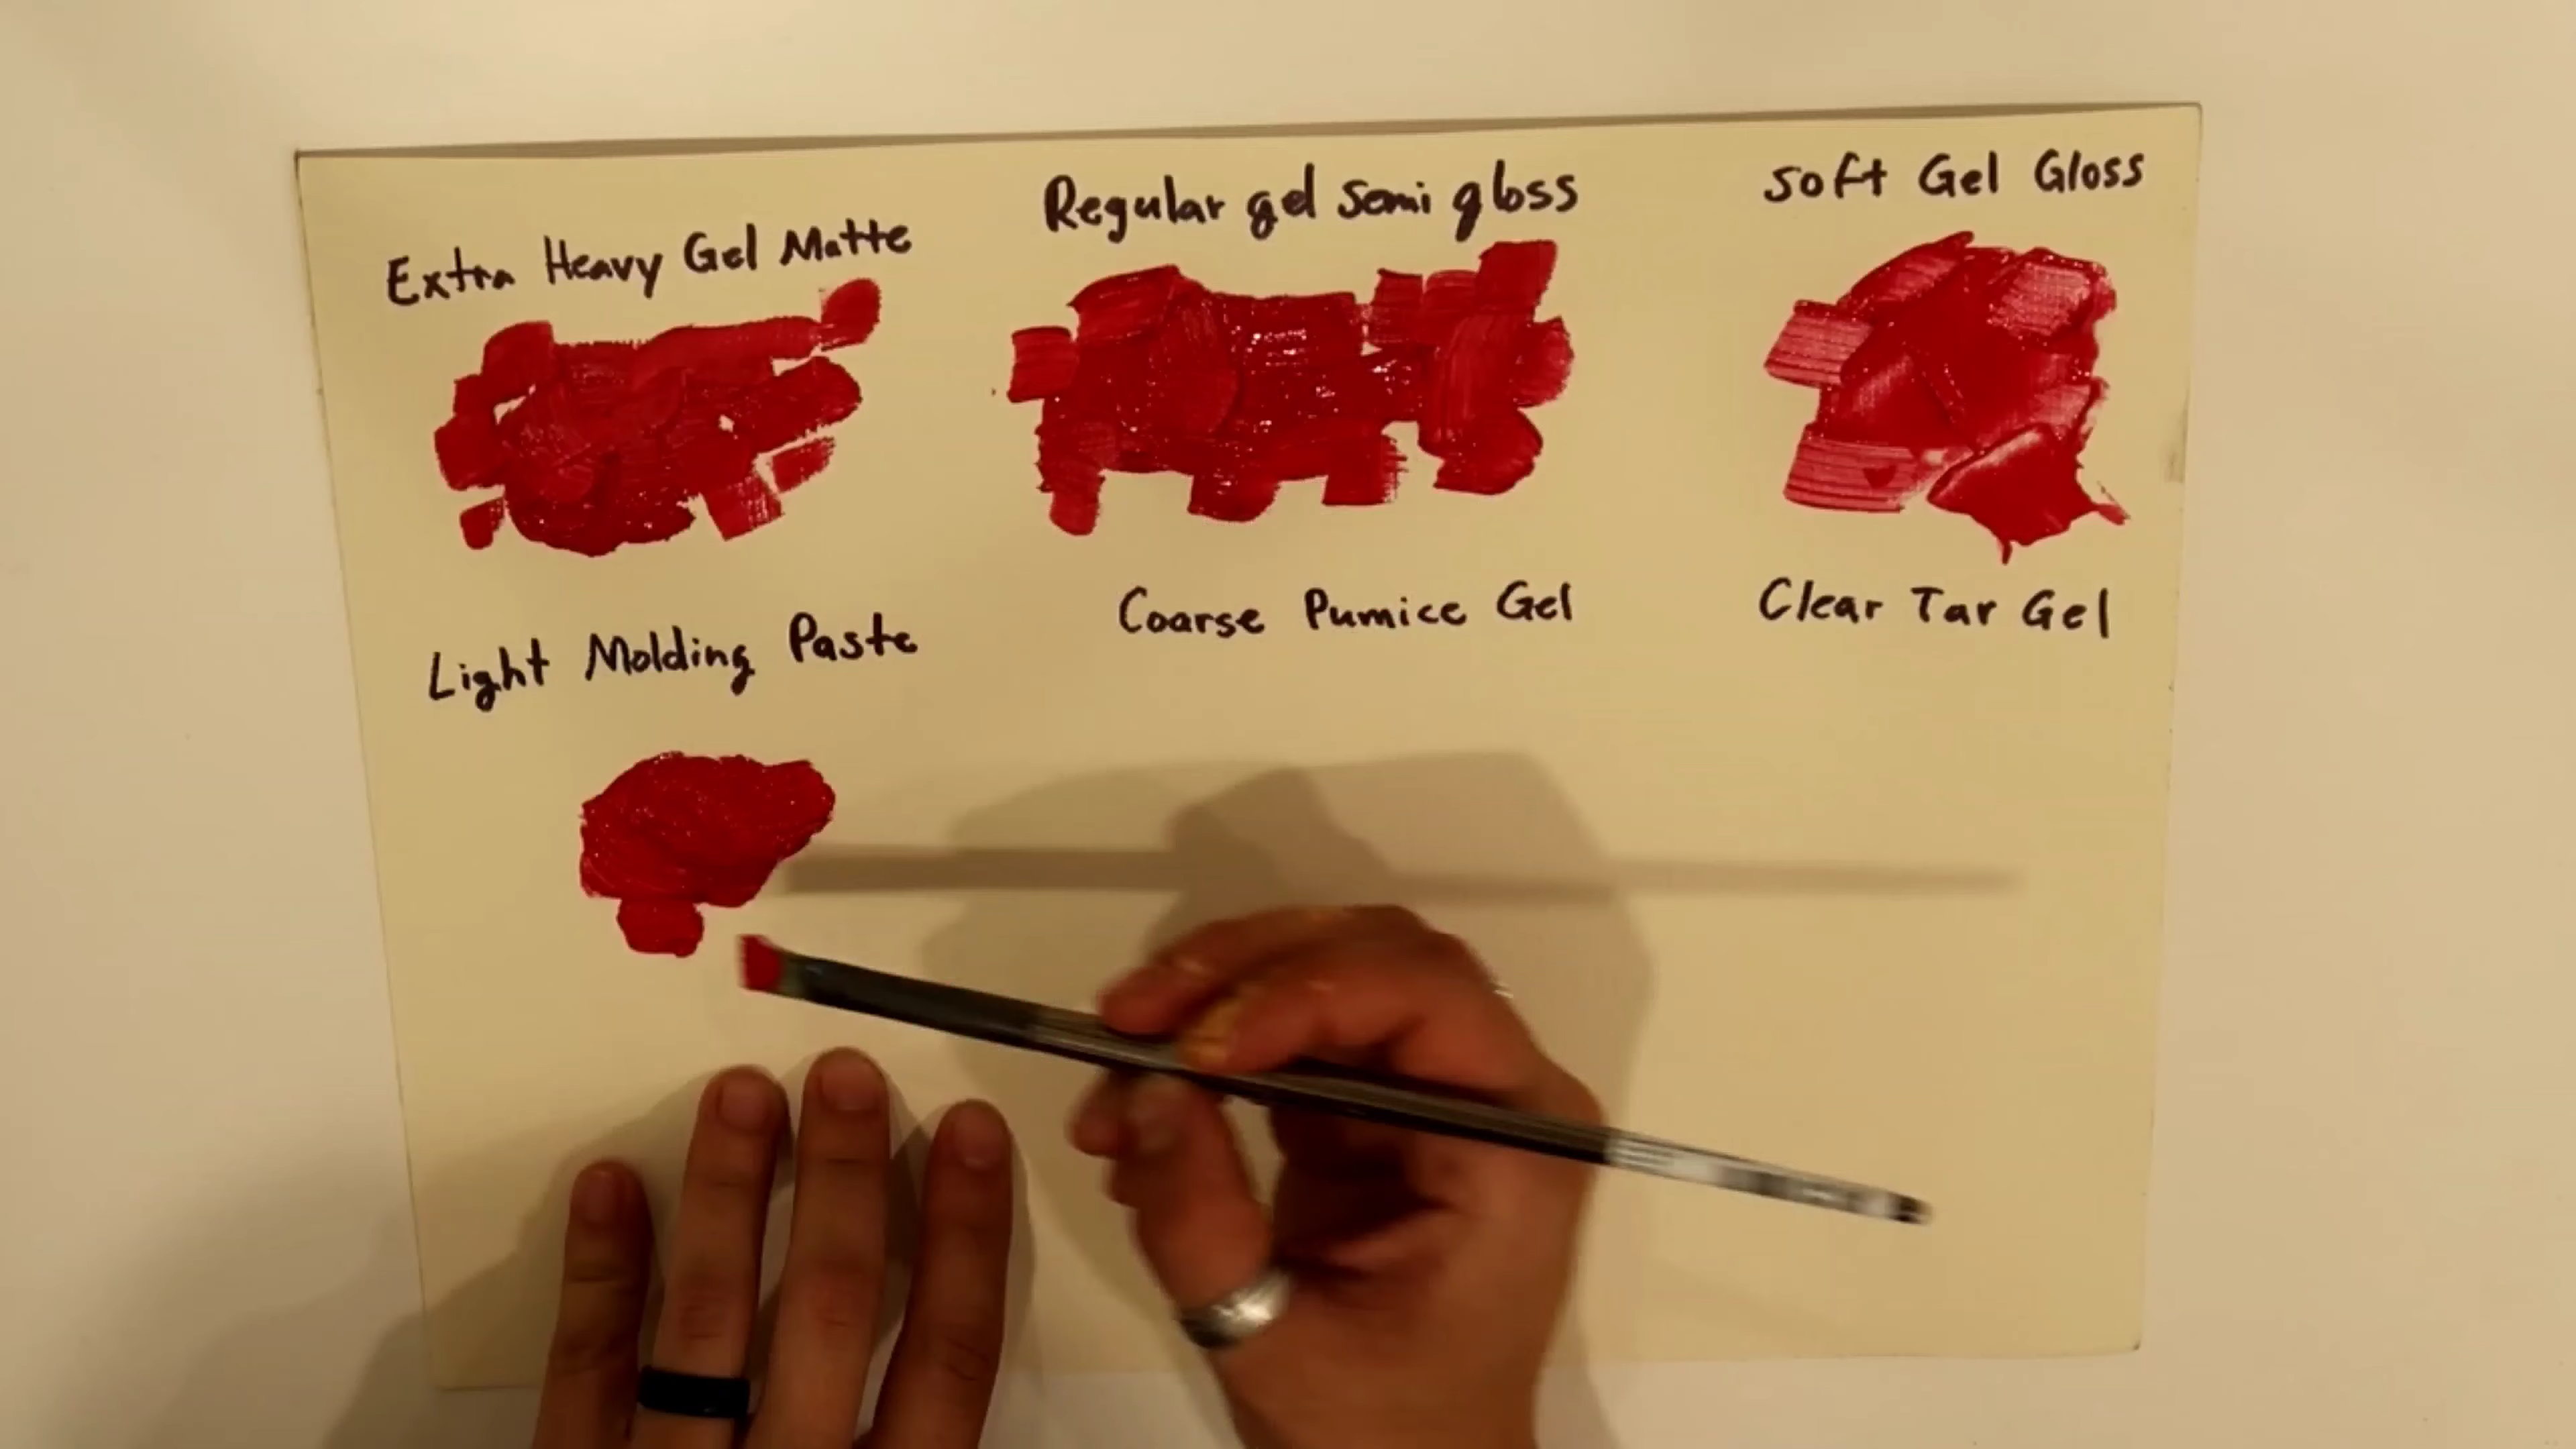 Extra Heavy Gel Matte
Regular gel Semi gloss
Soft Gel Gloss
Light Molding Paste
Coarse Pumice Gel
Clear Tar Gel